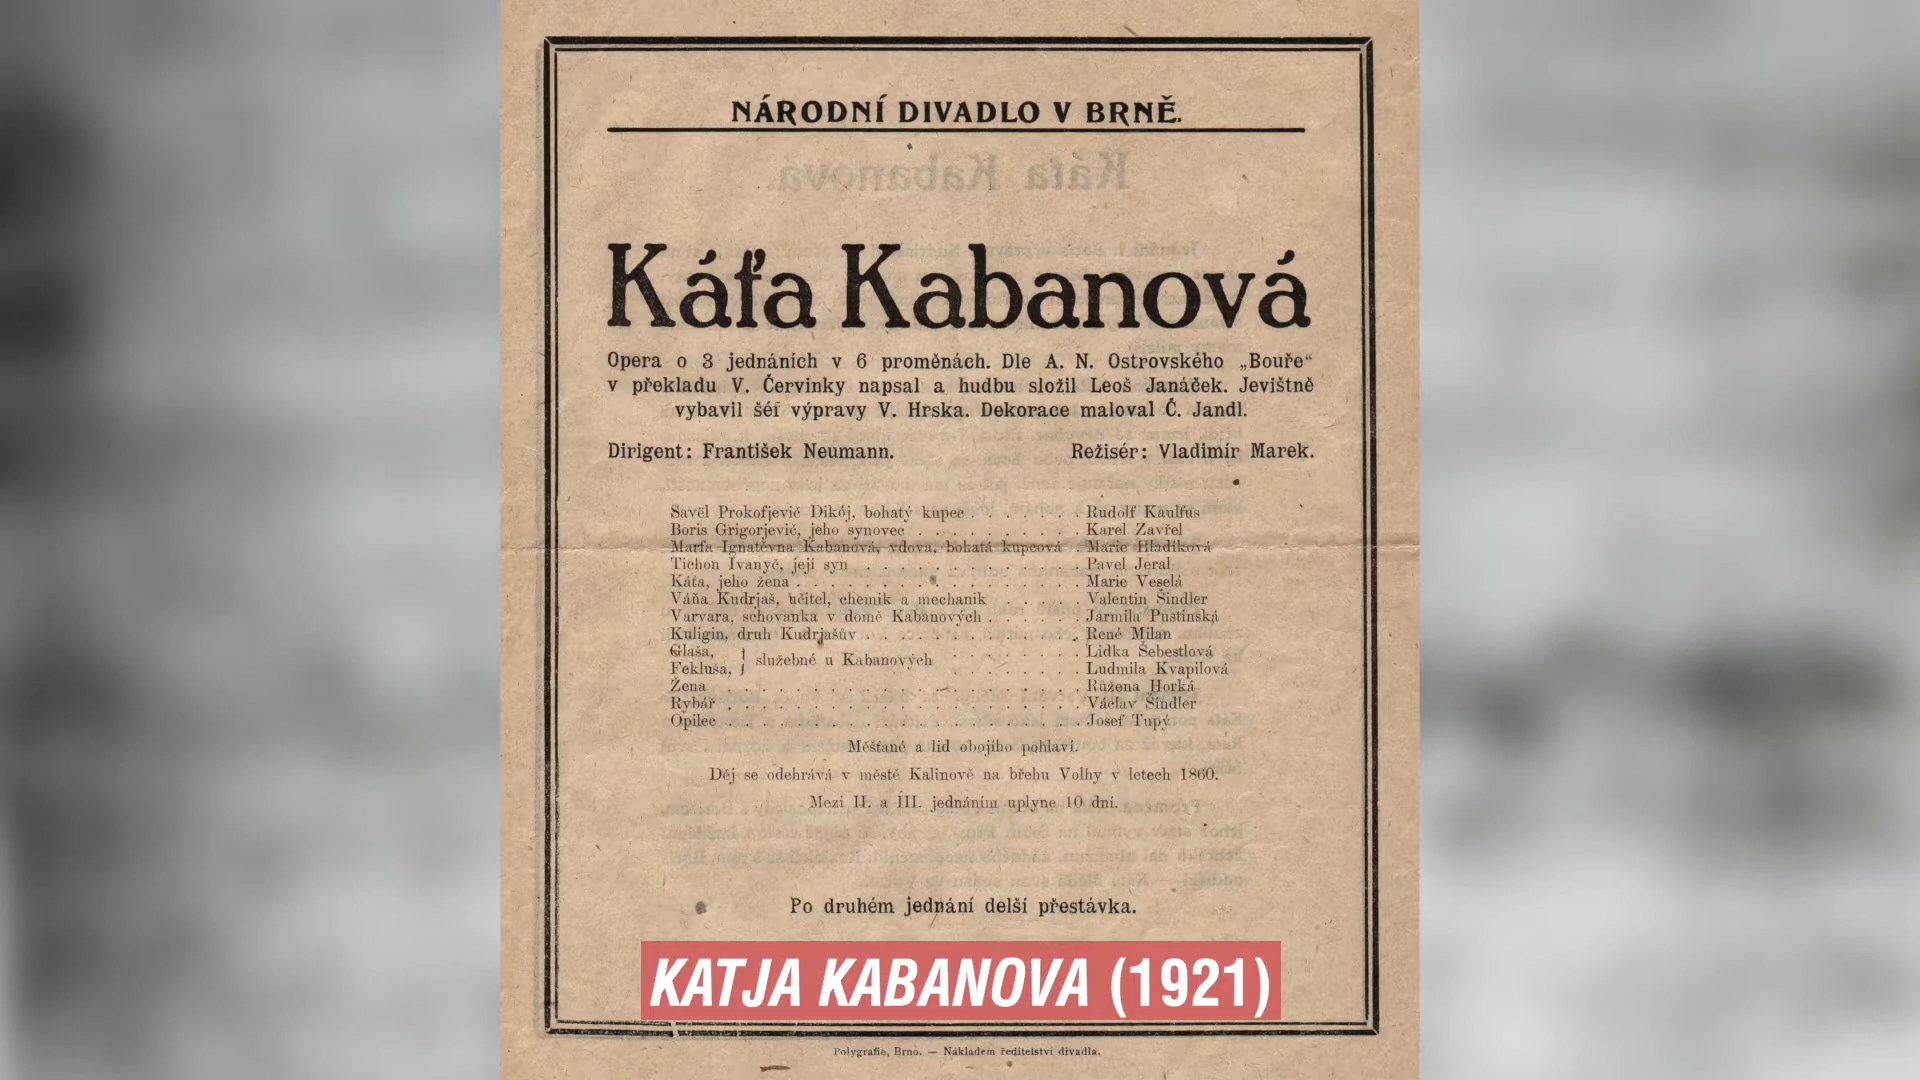 NÁRODNÍ DIVADLO V BRNĚ.
Káťa Kabanová
Opera o 3 jednáních v 6 proměnách. Dle A. N. Ostrovského „Bouře“
v překladu V. Červinky napsal a hudbu složil Leoš Janáček. Jevištně
vybavil šéf výpravy V. Hrska. Dekorace maloval Č. Jandl.
Dirigent: František Neumann. Režisér: Vladimír Marek.
Savël Prokofjevič Dikój, bohatý kupec . . . . . . . Rudolf Kaulfus
Boris Grigorjevič, jeho synovec . . . . . . . . . . Karel Zavřel
Marfa Ignatěvna Kabanová, vdova, bohatá kupcová . Marie Hladíková
Tichon Ivanyč, její syn . . . . . . . . . . . . . Pavel Jeral
Káťa, jeho žena . . . . . . . . . . . . . . . . . Marie Veselá
Váňa Kudrjaš, učitel, chemik a mechanik . . . . . Valentin Šindler
Varvara, schovanka v domě Kabanových . . . . . . Jarmila Pustinská
Kuligin, druh Kudrjašův . . . . . . . . . . . . . René Milan
Glaša, . . . . . . . . Lidka Šebestlová
služebné u Kabanových
Fekluša, . . . . . . . . Ludmila Kvapilová
Žena . . . . . . . . . . . . . . . . . . . . . Růžena Horká
Rybář . . . . . . . . . . . . . . . . . . . . Václav Šindler
Opilec . . . . . . . . . . . . . . . . . . . . Josef Tupý
Měšťané a lid obojího pohlaví.
Děj se odehrává v městě Kalinově na břehu Volhy v letech 1860.
Mezi II. a III. jednáním uplyne 10 dní.
Po druhém jednání delší přestávka.
KATJA KABANOVA (1921)
Polygrafie, Brno. — Nákladem ředitelství divadla.